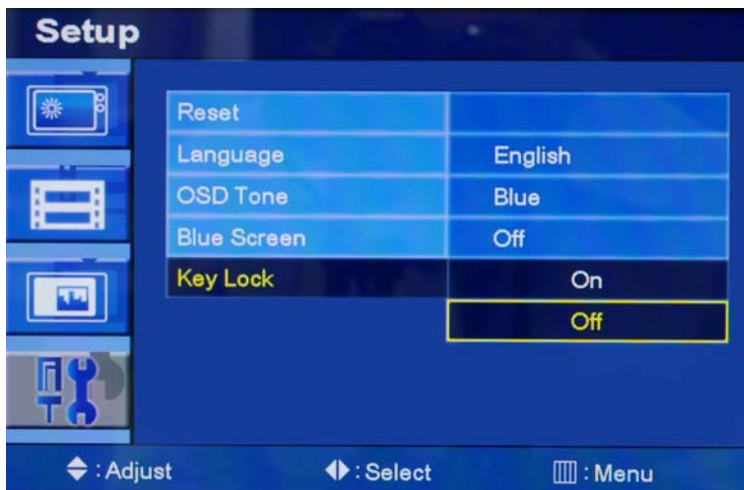 Setup
Reset
Language English
OSD Tone Blue
Blue Screen Off
Key Lock On
Off
: Adjust : Select : Menu